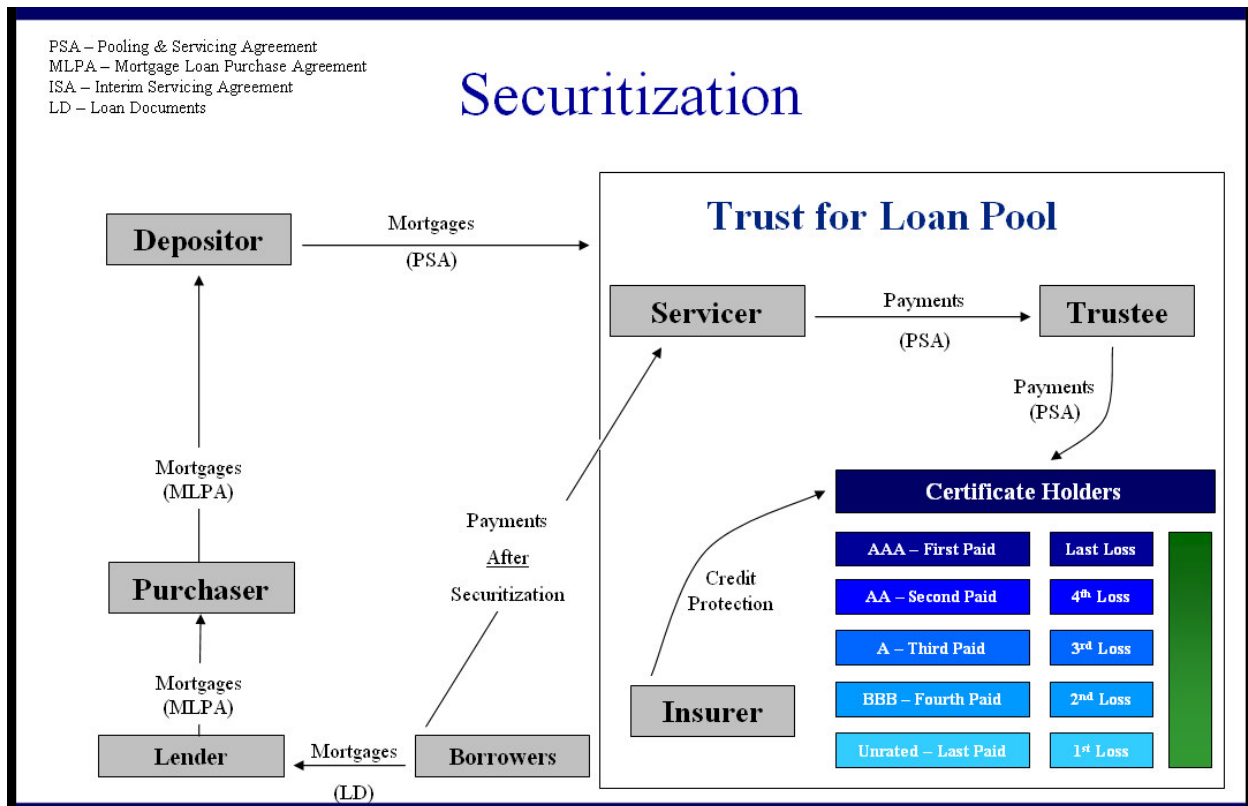 PSA – Pooling & Servicing Agreement
MLPA – Mortgage Loan Purchase Agreement
ISA – Interim Servicing Agreement
LD – Loan Documents
Securitization
Trust for Loan Pool
Depositor
Mortgages
(PSA)
Servicer
Payments
(PSA)
Trustee
Payments
(PSA)
Mortgages
(MLPA)
Payments
After
Securitization
Certificate Holders
AAA – First Paid
Last Loss
AA – Second Paid
4th Loss
A – Third Paid
3rd Loss
BBB – Fourth Paid
2nd Loss
Unrated – Last Paid
1st Loss
Credit
Protection
Purchaser
Mortgages
(MLPA)
Insurer
Lender
Mortgages
(LD)
Borrowers